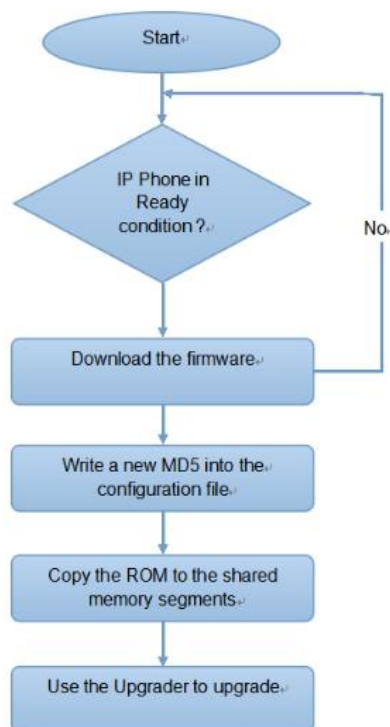 Start
IP Phone in
Ready
condition?
No
Download the firmware
Write a new MD5 into the
configuration file
Copy the ROM to the shared
memory segments
Use the Upgrader to upgrade